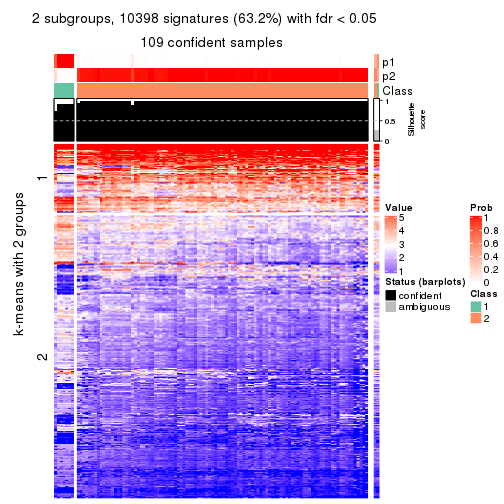 2 subgroups, 10398 signatures (63.2%) with fdr < 0.05
109 confident samples
p1
p2
Class
1
0.5
0
Silhouette
score
k-means with 2 groups
1
2
Value
5
4
3
2
1
Status (barplots)
confident
ambiguous
Prob
1
0.8
0.6
0.4
0.2
0
Class
1
2